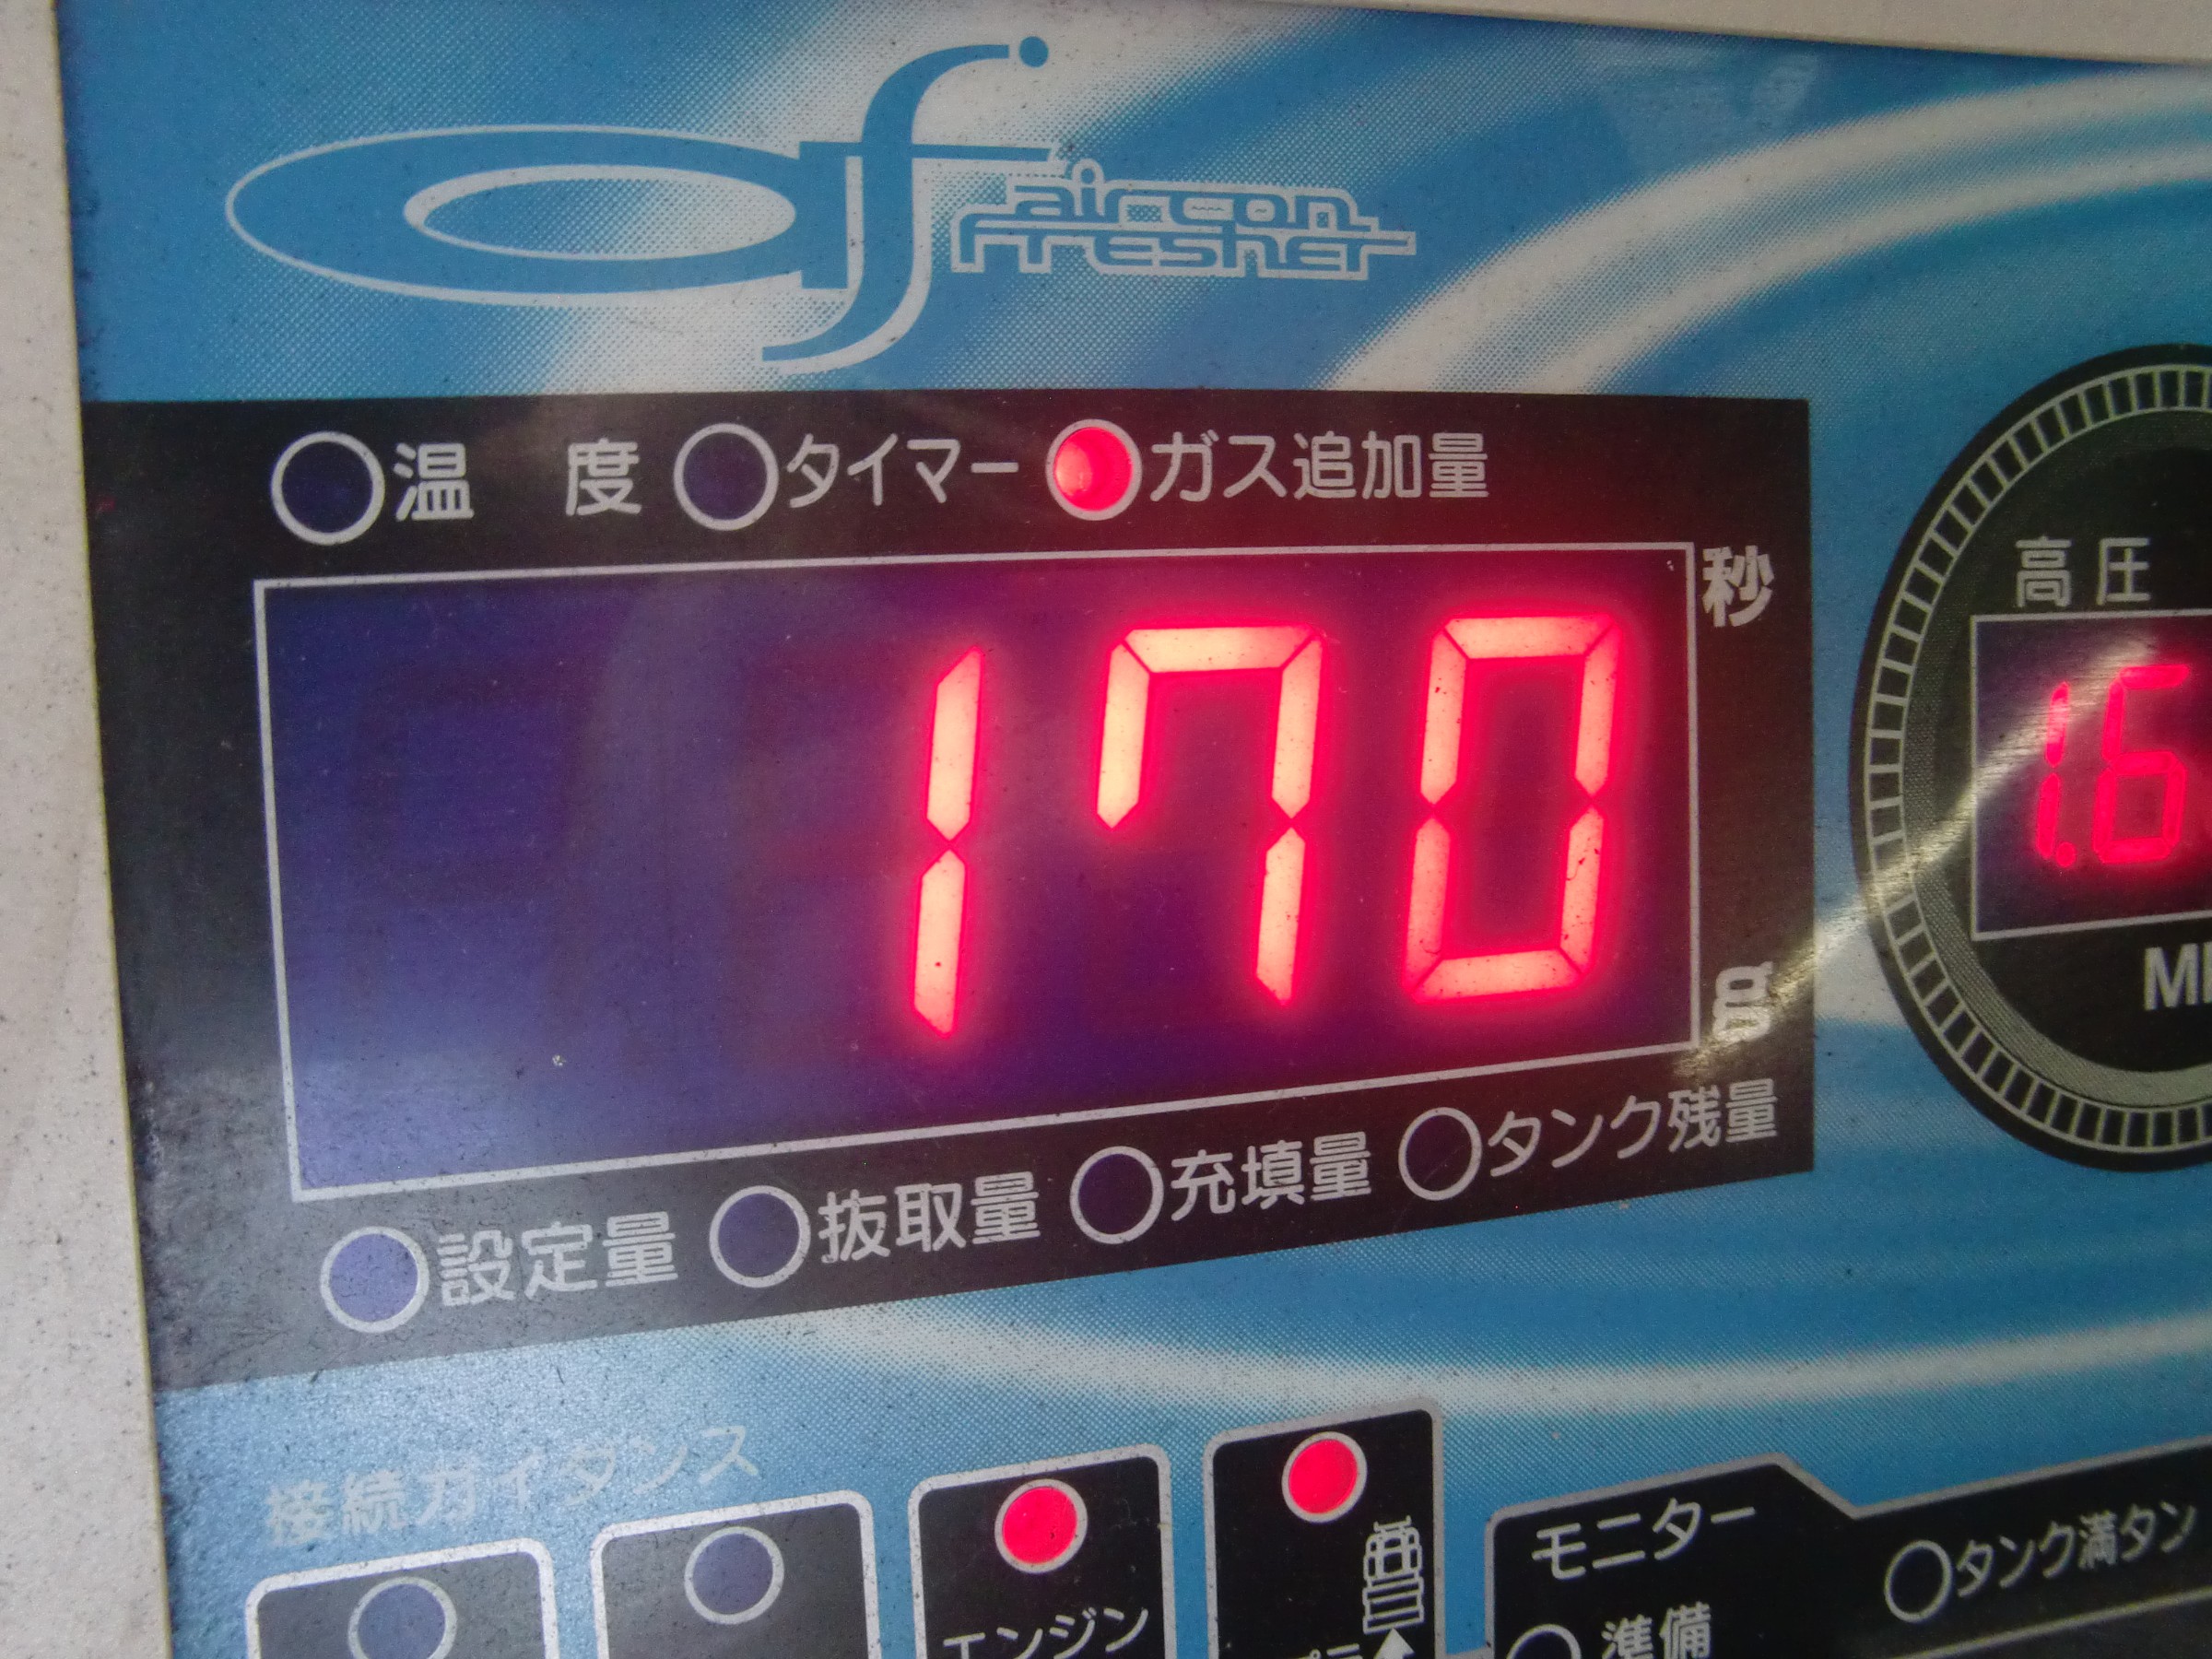 af
aircon
fresher
温 度 タイマー ガス追加量
170
秒
g
設定量 抜取量 充填量 タンク残量
高圧
1.6
接続ガイダンス
エンジン
モニター
タンク満タン
準備